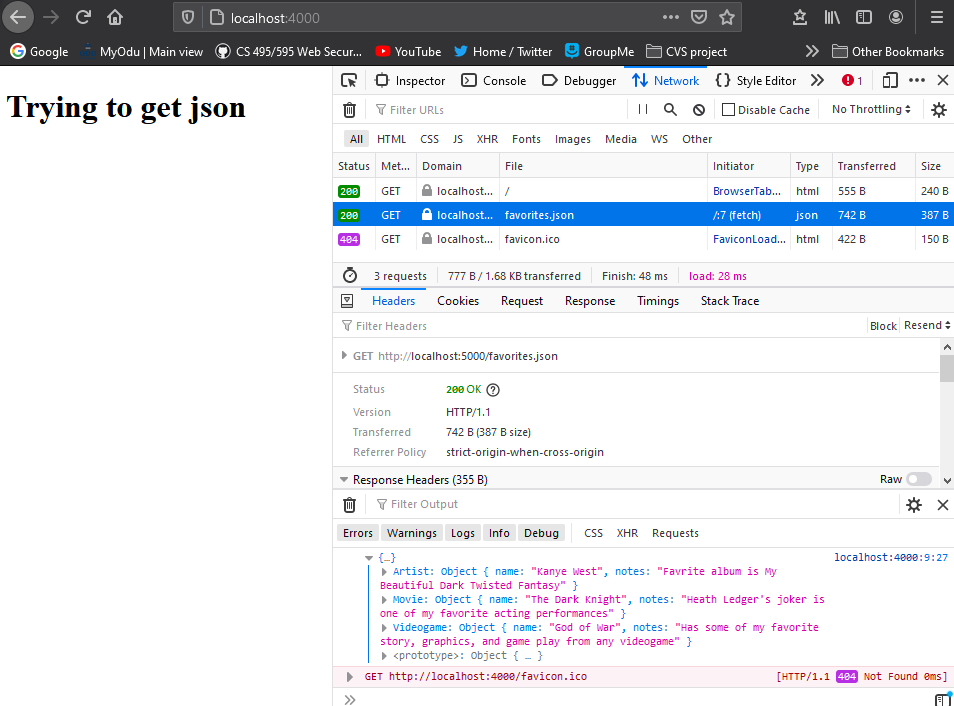 localhost:4000
Google MyOdu | Main view CS 495/595 Web Secur... YouTube Home / Twitter GroupMe CVS project Other Bookmarks
Trying to get json
Inspector Console Debugger Network Style Editor 1
Filter URLs Disable Cache No Throttling
All HTML CSS JS XHR Fonts Images Media WS Other
Status Met... Domain File Initiator Type Transferred Size
200 GET localhost... / BrowserTab... html 555 B 240 B
200 GET localhost... favorites.json /:7 (fetch) json 742 B 387 B
404 GET localhost... favicon.ico FaviconLoad... html 422 B 150 B
3 requests 777 B / 1.68 KB transferred Finish: 48 ms load: 28 ms
Headers Cookies Request Response Timings Stack Trace
Filter Headers Block Resend
GET http://localhost:5000/favorites.json
Status 200 OK ?
Version HTTP/1.1
Transferred 742 B (387 B size)
Referrer Policy strict-origin-when-cross-origin
Response Headers (355 B) Raw
Filter Output
Errors Warnings Logs Info Debug CSS XHR Requests
{…} localhost:4000:9:27
Artist: Object { name: "Kanye West", notes: "Favrite album is My
Beautiful Dark Twisted Fantasy" }
Movie: Object { name: "The Dark Knight", notes: "Heath Ledger's joker is
one of my favorite acting performances" }
Videogame: Object { name: "God of War", notes: "Has some of my favorite
story, graphics, and game play from any videogame" }
<prototype>: Object { … }
GET http://localhost:4000/favicon.ico [HTTP/1.1 404 Not Found 0ms]